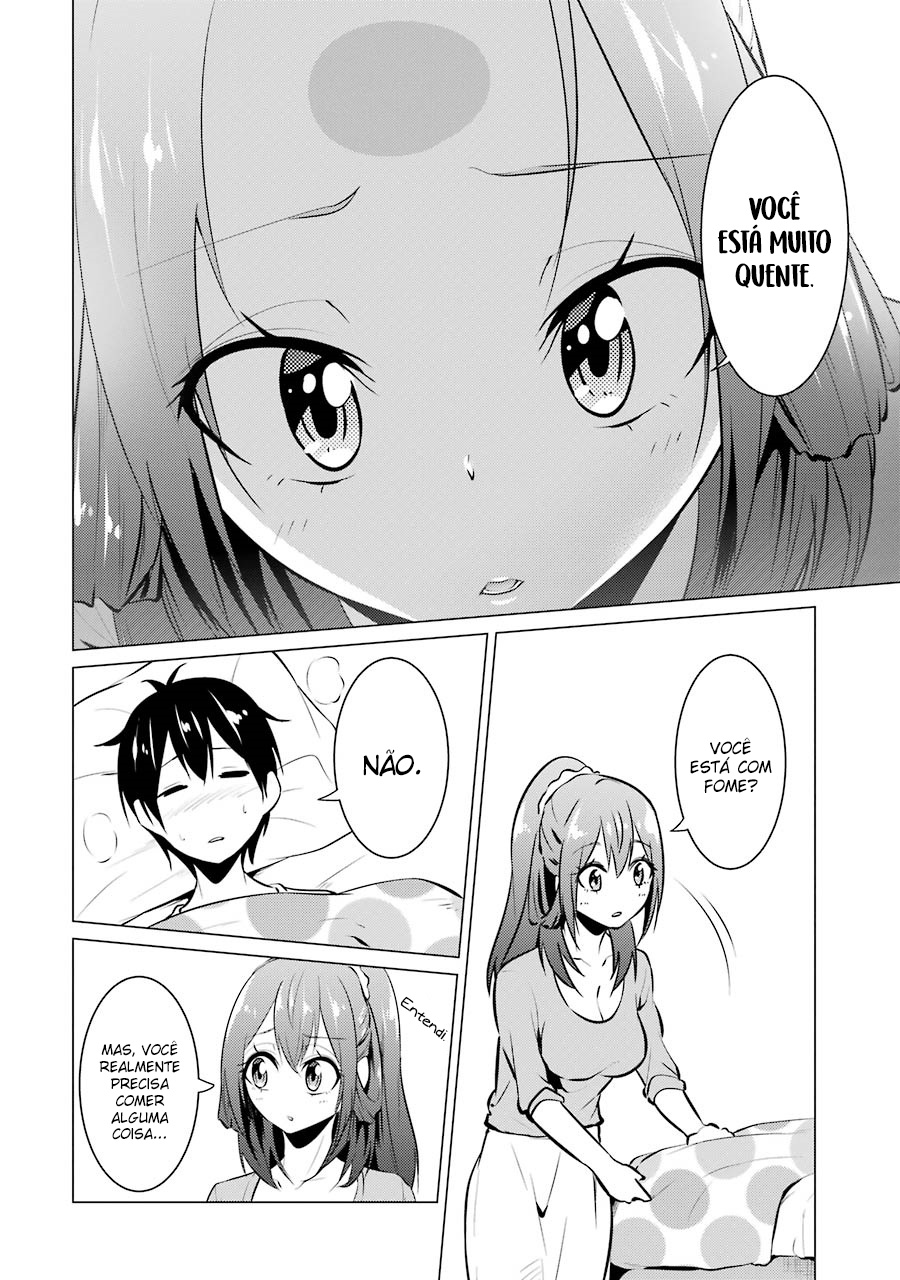 VOCÊ
ESTÁ MUITO
QUENTE.
VOCÊ
ESTÁ COM
FOME?
NÃO.
Entendi.
MAS, VOCÊ
REALMENTE
PRECISA
COMER
ALGUMA
COISA...